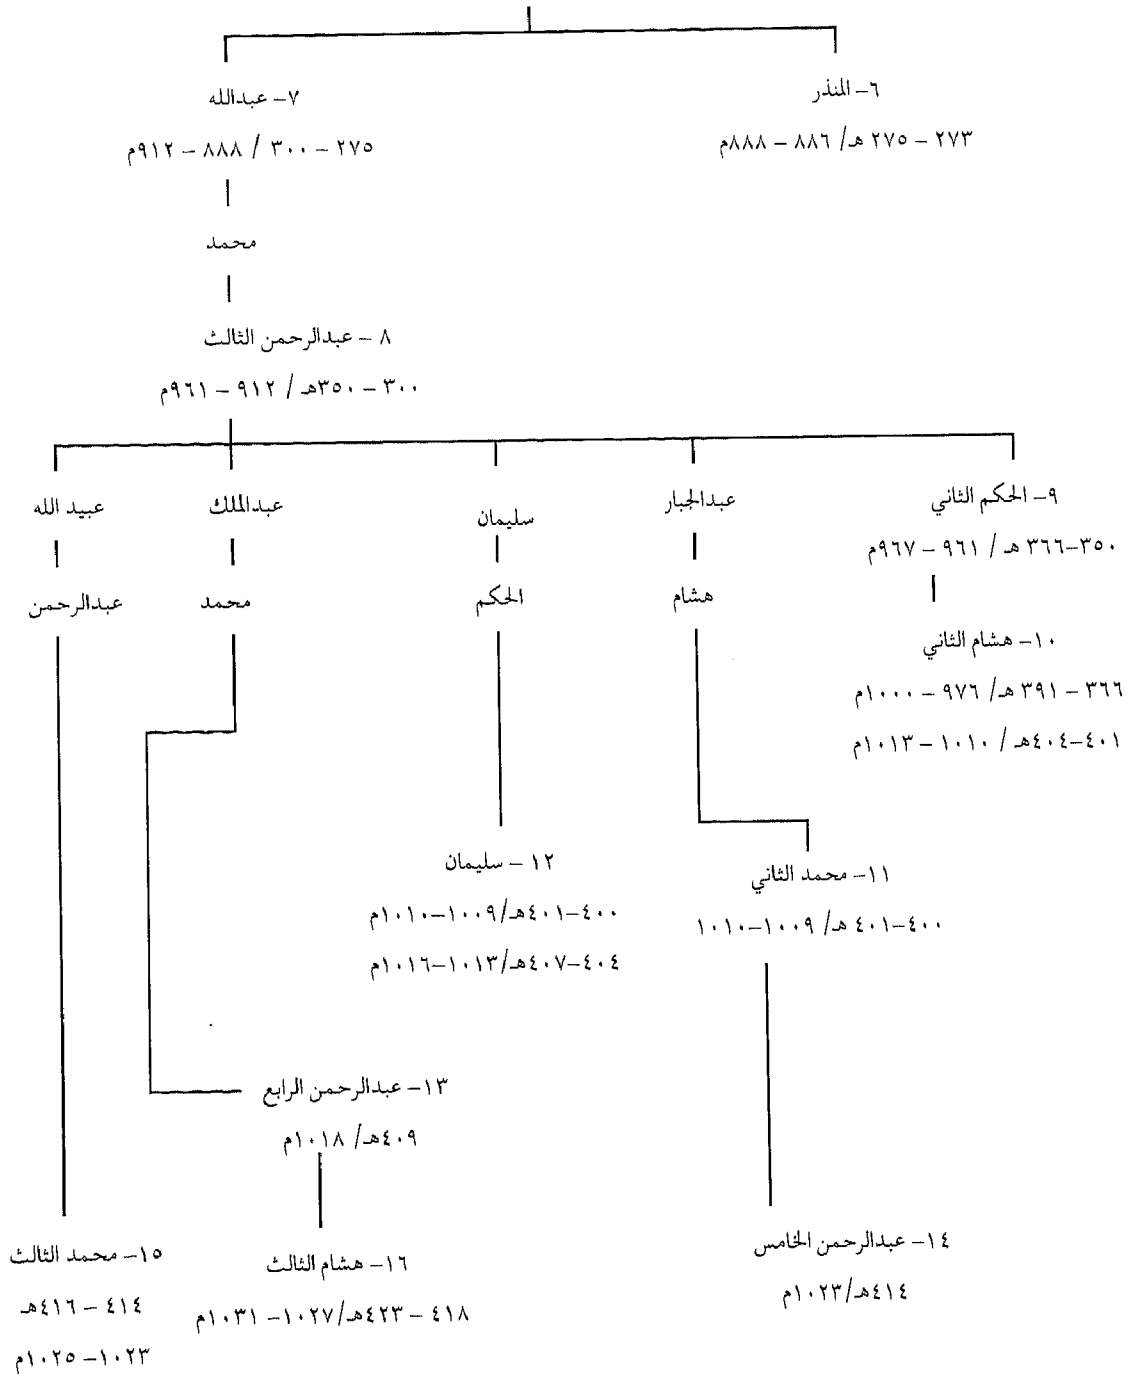 ٦- المنذر
٢٧٣ – ٢٧٥ هـ/ ٨٨٦ – ٨٨٨م
٧- عبدالله
٢٧٥ – ٣٠٠ / ٨٨٨ – ٩١٢م
محمد
٨ – عبدالرحمن الثالث
٣٠٠ – ٣٥٠هـ / ٩١٢ – ٩٦١م
٩- الحكم الثاني
٣٥٠-٣٦٦ هـ / ٩٦١ – ٩٦٧م
عبدالجبار
سليمان
عبدالملك
عبيد الله
١٠- هشام الثاني
٣٦٦ – ٣٩١ هـ/ ٩٧٦ – ١٠٠٠م
٤٠١-٤٠٤هـ / ١٠١٠ – ١٠١٣م
هشام
الحكم
محمد
عبدالرحمن
١١- محمد الثاني
٤٠٠-٤٠١ هـ/ ١٠٠٩-١٠١٠
١٢ – سليمان
٤٠٠-٤٠١هـ/١٠٠٩-١٠١٠م
٤٠٤-٤٠٧هـ/١٠١٣-١٠١٦م
١٣- عبدالرحمن الرابع
٤٠٩هـ/ ١٠١٨م
١٤- عبدالرحمن الخامس
٤١٤هـ/١٠٢٣م
١٦- هشام الثالث
٤١٨ – ٤٢٣هـ/١٠٢٧ – ١٠٣١م
١٥- محمد الثالث
٤١٤ – ٤١٦هـ
١٠٢٣-١٠٢٥م